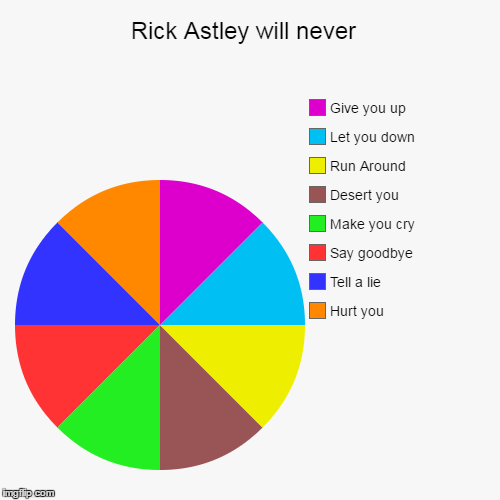 Rick Astley will never
Give you up
Let you down
Run Around
Desert you
Make you cry
Say goodbye
Tell a lie
Hurt you
imgflip.com